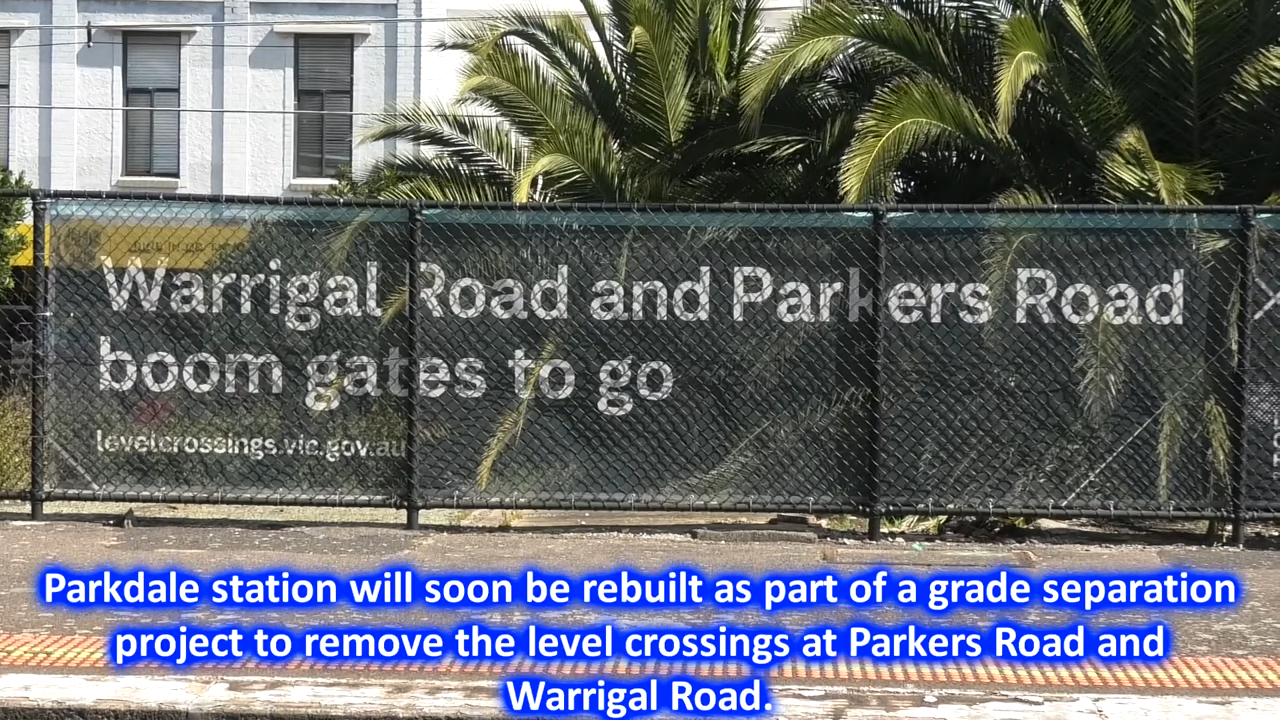 Warrigal Road and Parkers Road
boom gates to go
levelcrossings.vic.gov.au
Parkdale station will soon be rebuilt as part of a grade separation
project to remove the level crossings at Parkers Road and
Warrigal Road.